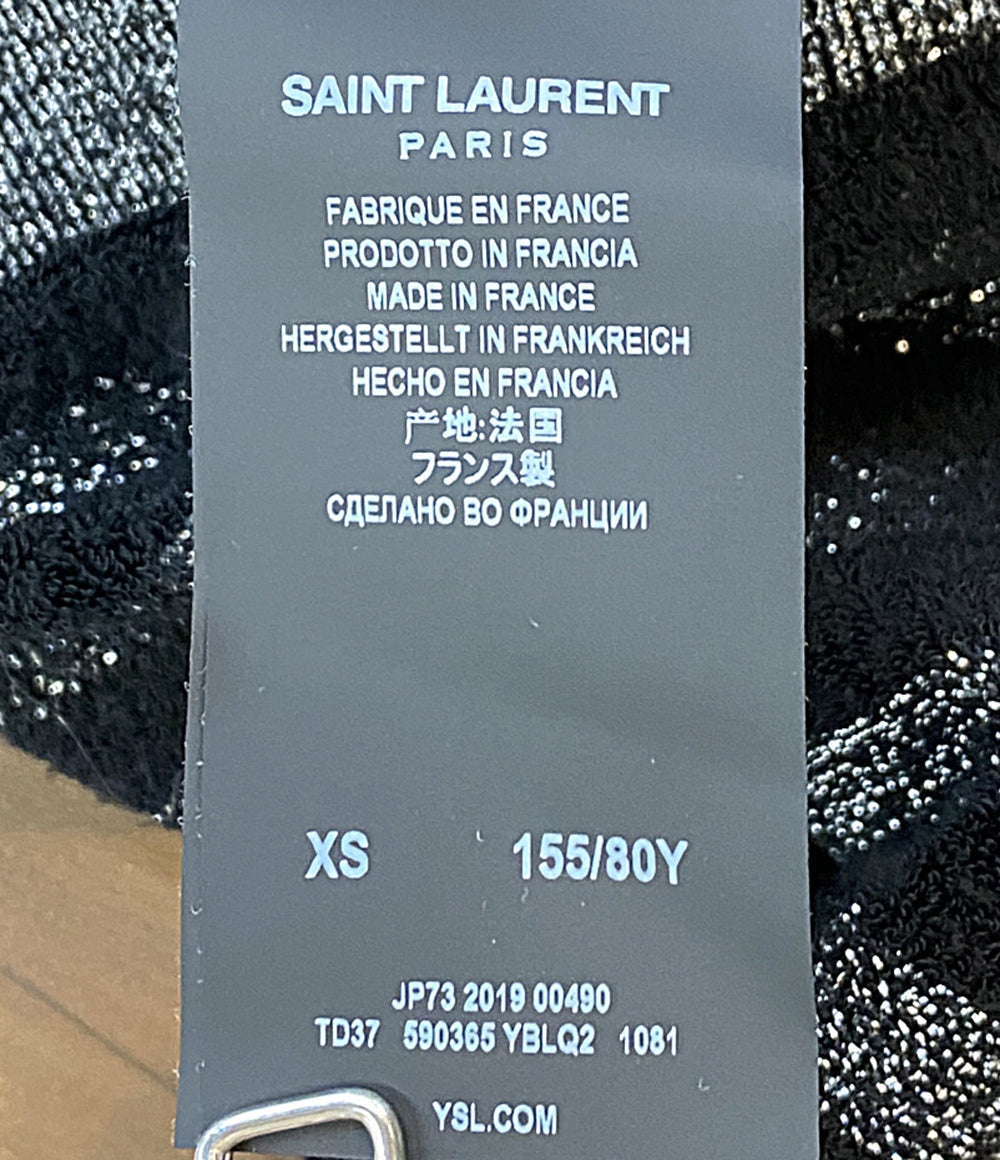 SAINT LAURENT
PARIS
FABRIQUE EN FRANCE
PRODOTTO IN FRANCIA
MADE IN FRANCE
HERGESTELLT IN FRANKREICH
HECHO EN FRANCIA
产地:法国
フランス製
СДЕЛАНО ВО ФРАНЦИИ
XS 155/80Y
JP73 2019 00490
TD37 590365 YBLQ2 1081
YSL.COM